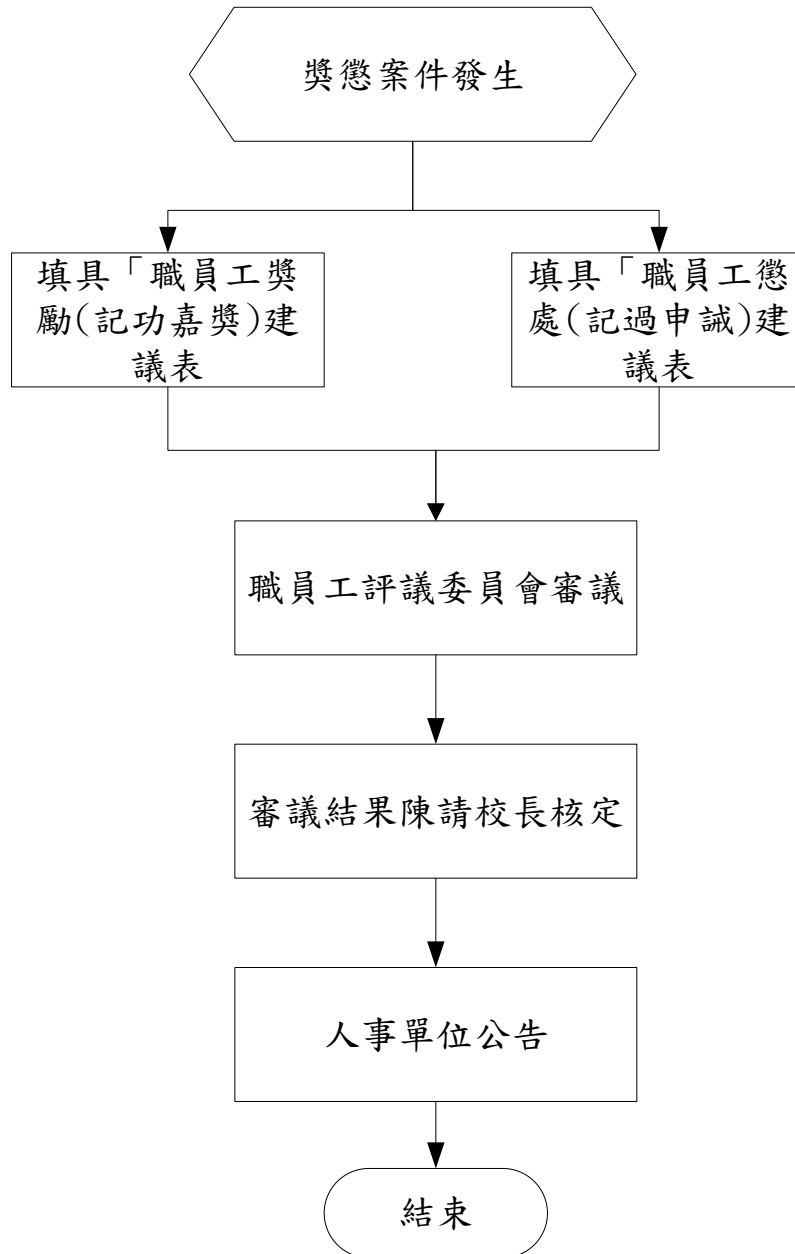 獎懲案件發生
填具「職員工獎
勵(記功嘉獎)建
議表
填具「職員工懲
處(記過申誡)建
議表
職員工評議委員會審議
審議結果陳請校長核定
人事單位公告
結束